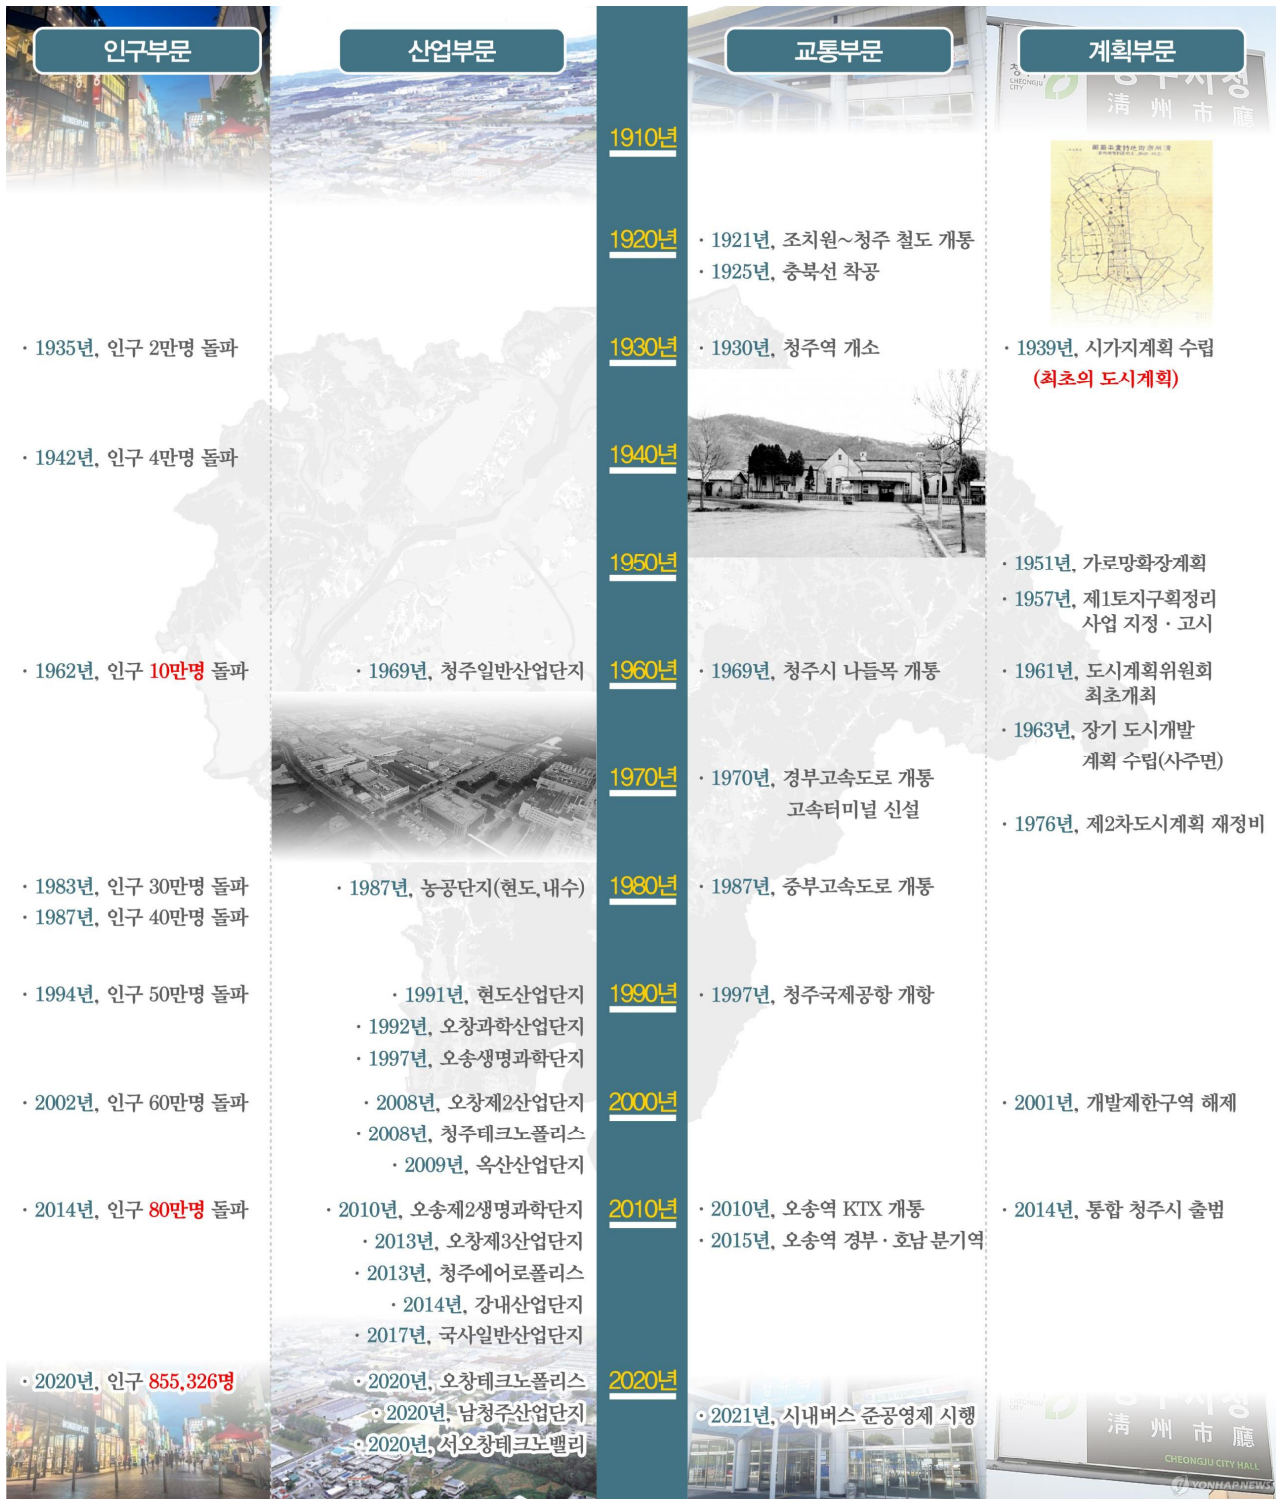 인구부문
산업부문
교통부문
계획부문
CHEONGJU
CITY
淸 州 市 廳
1910년
1920년
· 1921년, 조치원~청주 철도 개통
· 1925년, 충북선 착공
· 1935년, 인구 2만명 돌파
1930년
· 1930년, 청주역 개소
· 1939년, 시가지계획 수립
(최초의 도시계획)
· 1942년, 인구 4만명 돌파
1940년
1950년
· 1951년, 가로망확장계획
· 1957년, 제1토지구획정리
사업 지정 · 고시
· 1962년, 인구 10만명 돌파
· 1969년, 청주일반산업단지
1960년
· 1969년, 청주시 나들목 개통
· 1961년, 도시계획위원회
최초개최
· 1963년, 장기 도시개발
계획 수립(사주면)
1970년
· 1970년, 경부고속도로 개통
고속터미널 신설
· 1976년, 제2차도시계획 재정비
· 1983년, 인구 30만명 돌파
· 1987년, 인구 40만명 돌파
· 1987년, 농공단지(현도,내수)
1980년
· 1987년, 중부고속도로 개통
· 1994년, 인구 50만명 돌파
· 1991년, 현도산업단지
· 1992년, 오창과학산업단지
· 1997년, 오송생명과학단지
1990년
· 1997년, 청주국제공항 개항
· 2002년, 인구 60만명 돌파
· 2008년, 오창제2산업단지
· 2008년, 청주테크노폴리스
· 2009년, 옥산산업단지
2000년
· 2001년, 개발제한구역 해제
· 2014년, 인구 80만명 돌파
· 2010년, 오송제2생명과학단지
· 2013년, 오창제3산업단지
· 2013년, 청주에어로폴리스
· 2014년, 강내산업단지
· 2017년, 국사일반산업단지
2010년
· 2010년, 오송역 KTX 개통
· 2015년, 오송역 경부 · 호남 분기역
· 2014년, 통합 청주시 출범
· 2020년, 인구 855,326명
· 2020년, 오창테크노폴리스
· 2020년, 남청주산업단지
· 2020년, 서오창테크노밸리
2020년
· 2021년, 시내버스 준공영제 시행
淸 州 市 廳
CHEONGJU CITY HALL
YONHAPNEWS